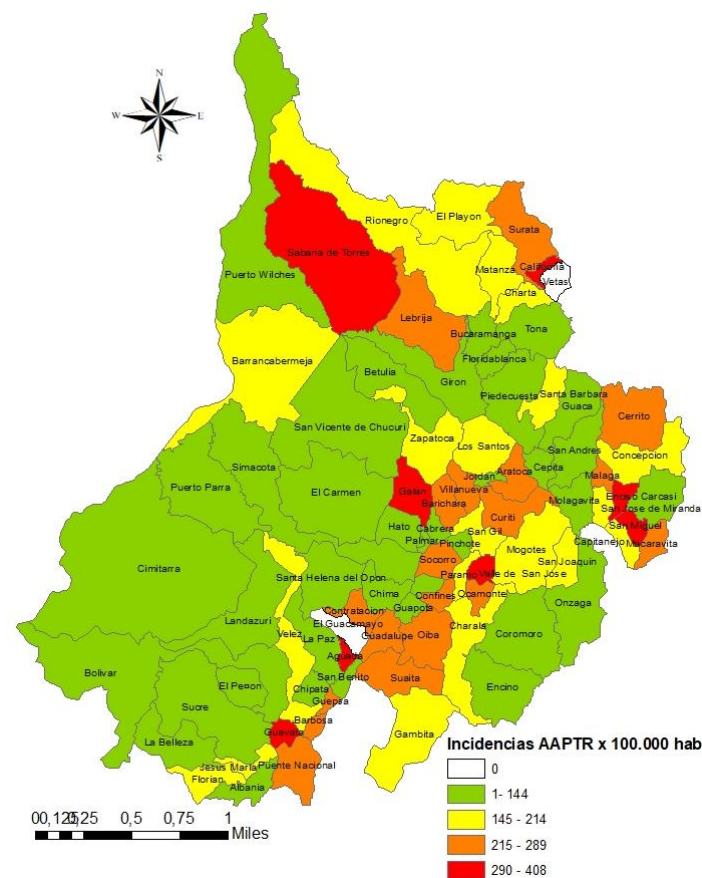 N
W E
S
Rionegro
El Playon
Surata
Sabana de Torres
California
Puerto Wilches
Matanza
Vetas
Charta
Lebrija
Bucaramanga
Tona
Barrancabermeja
Floridablanca
Betulia
Giron
Piedecuesta
Santa Barbara
Guaca
Cerrito
San Vicente de Chucuri
Zapatoca
Los Santos
Concepcion
Simacota
San Andres
Aratoca
Cepita
Malaga
Jordan
Puerto Parra
El Carmen
Galan
Villanueva
Barichara
Enciso
Carcasi
Molagavita
San Jose de Miranda
Curiti
Hato
Cabrera
San Gil
San Miguel
Palmar
Pinchote
Capitanejo
Macaravita
Mogotes
Socorro
San Joaquin
Cimitarra
Paramo
Valle de San Jose
Santa Helena del Opon
Chima
Confines
Ocamonte
Onzaga
Contratacion
Guapota
Landazuri
El Guacamayo
Charala
Velez
La Paz
Guadalupe
Oiba
Coromoro
Aguada
Bolivar
San Benito
Suaita
El Penon
Chipata
Encino
Guepsa
Sucre
Barbosa
Guavata
Gambita
La Belleza
Puente Nacional
Jesus Maria
Florian
Albania
Incidencias AAPTR x 100.000 hab
0
1- 144
145 - 214
215 - 289
290 - 408
0,5 0,75 1
Miles